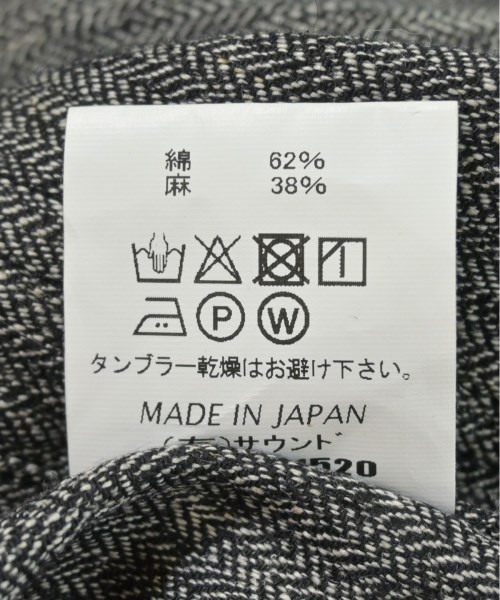 綿 62%
麻 38%
P W
タンブラー乾燥はお避け下さい。
MADE IN JAPAN
サウンド
520